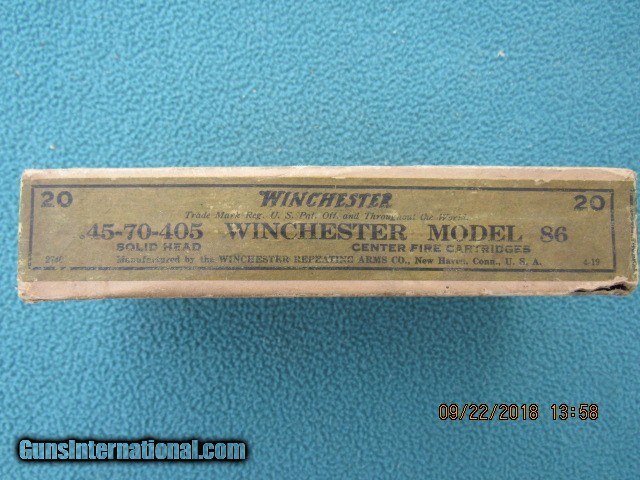 20 WINCHESTER 20
Trade Mark Reg. U. S. Pat. Off. and Throughout the World
.45-70-405 WINCHESTER MODEL 86
SOLID HEAD CENTER FIRE CARTRIDGES
Manufactured by the WINCHESTER REPEATING ARMS CO., New Haven, Conn., U. S. A. 4-19
09/22/2018 13:58
GunsInternational.com